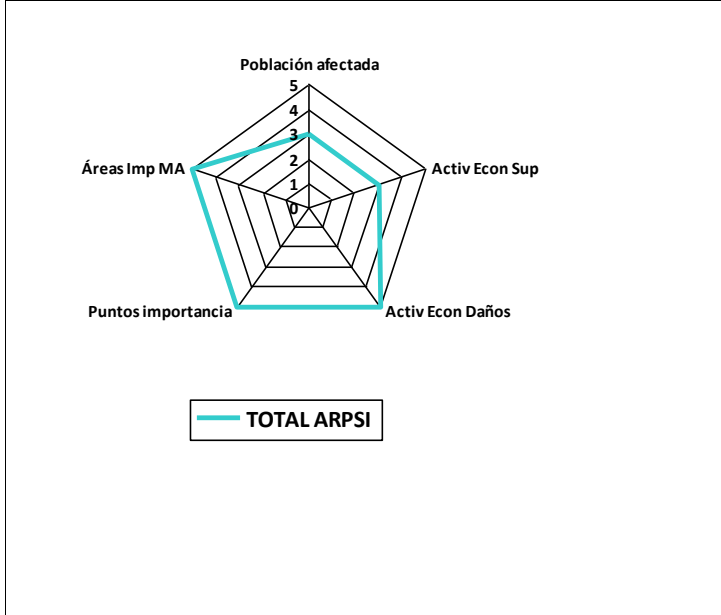 Población afectada
5
4
3
2
1
0
Áreas Imp MA
Activ Econ Sup
Puntos importancia
Activ Econ Daños
TOTAL ARPSI